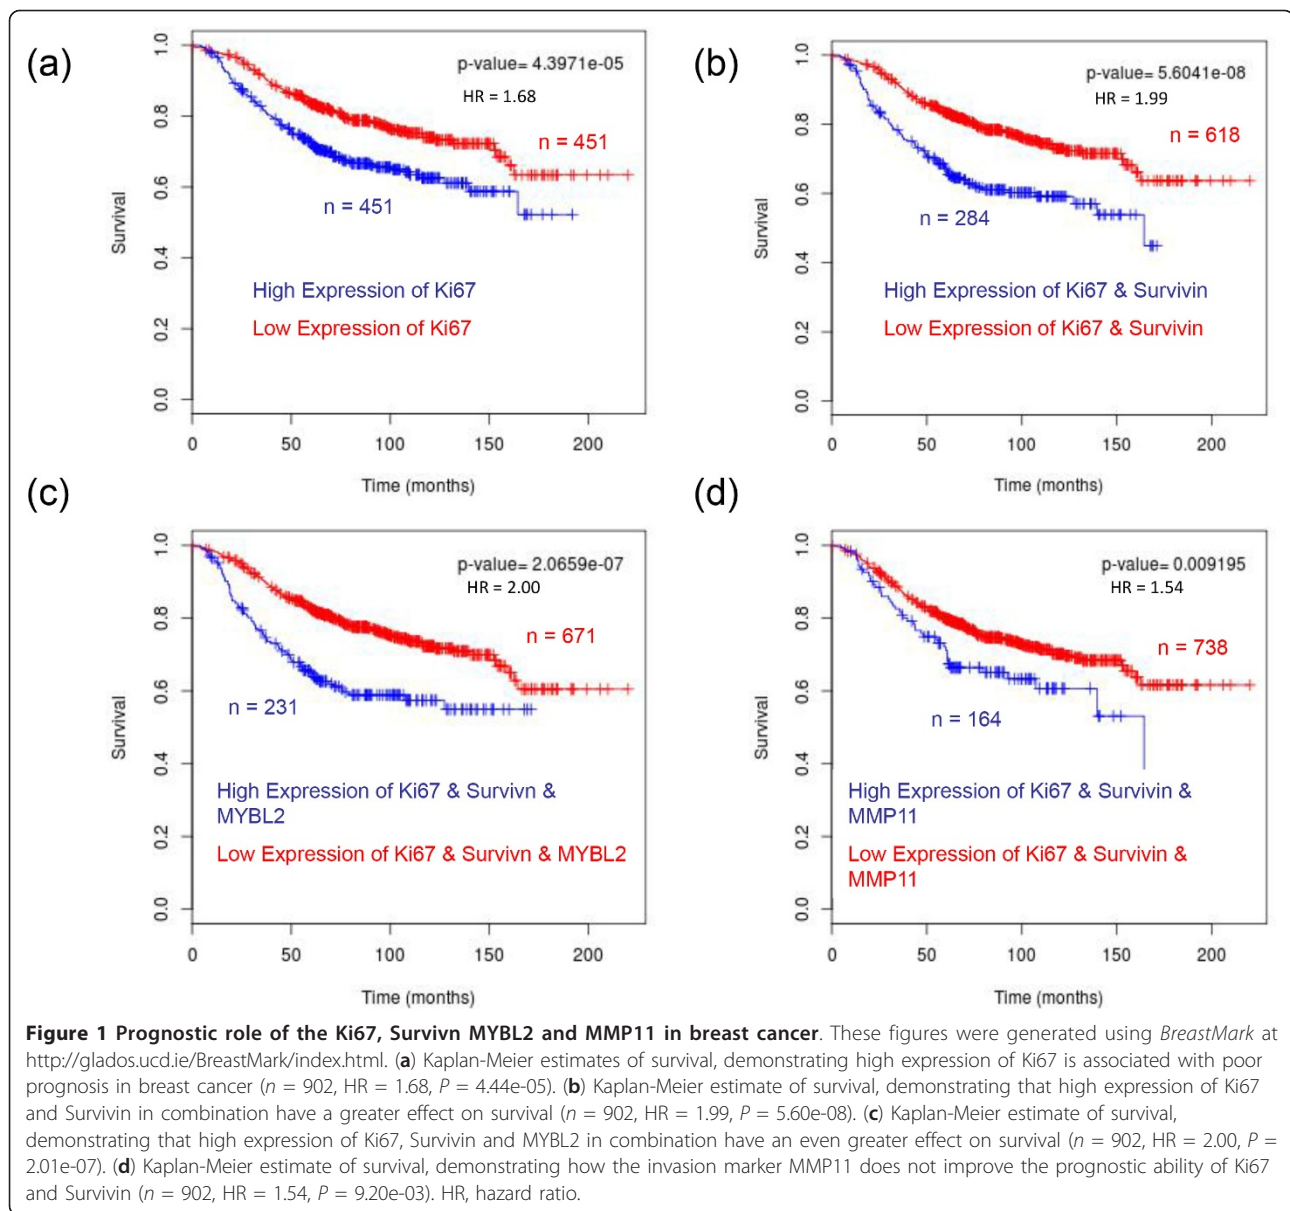 (a)
1.0
0.8
0.6
0.4
0.2
0.0
Survival
p-value= 4.3971e-05
HR = 1.68
n = 451
n = 451
High Expression of Ki67
Low Expression of Ki67
0 50 100 150 200
Time (months)
(b)
1.0
0.8
0.6
0.4
0.2
0.0
Survival
p-value= 5.6041e-08
HR = 1.99
n = 618
n = 284
High Expression of Ki67 & Survivin
Low Expression of Ki67 & Survivin
0 50 100 150 200
Time (months)
(c)
1.0
0.8
0.6
0.4
0.2
0.0
Survival
p-value= 2.0659e-07
HR = 2.00
n = 671
n = 231
High Expression of Ki67 & Survivn &
MYBL2
Low Expression of Ki67 & Survivn & MYBL2
0 50 100 150 200
Time (months)
(d)
1.0
0.8
0.6
0.4
0.2
0.0
Survival
p-value= 0.009195
HR = 1.54
n = 738
n = 164
High Expression of Ki67 & Survivin &
MMP11
Low Expression of Ki67 & Survivin &
MMP11
0 50 100 150 200
Time (months)
Figure 1 Prognostic role of the Ki67, Survivn MYBL2 and MMP11 in breast cancer. These figures were generated using BreastMark at
http://glados.ucd.ie/BreastMark/index.html. (a) Kaplan-Meier estimates of survival, demonstrating high expression of Ki67 is associated with poor
prognosis in breast cancer (n = 902, HR = 1.68, P = 4.44e-05). (b) Kaplan-Meier estimate of survival, demonstrating that high expression of Ki67
and Survivin in combination have a greater effect on survival (n = 902, HR = 1.99, P = 5.60e-08). (c) Kaplan-Meier estimate of survival,
demonstrating that high expression of Ki67, Survivin and MYBL2 in combination have an even greater effect on survival (n = 902, HR = 2.00, P =
2.01e-07). (d) Kaplan-Meier estimate of survival, demonstrating how the invasion marker MMP11 does not improve the prognostic ability of Ki67
and Survivin (n = 902, HR = 1.54, P = 9.20e-03). HR, hazard ratio.